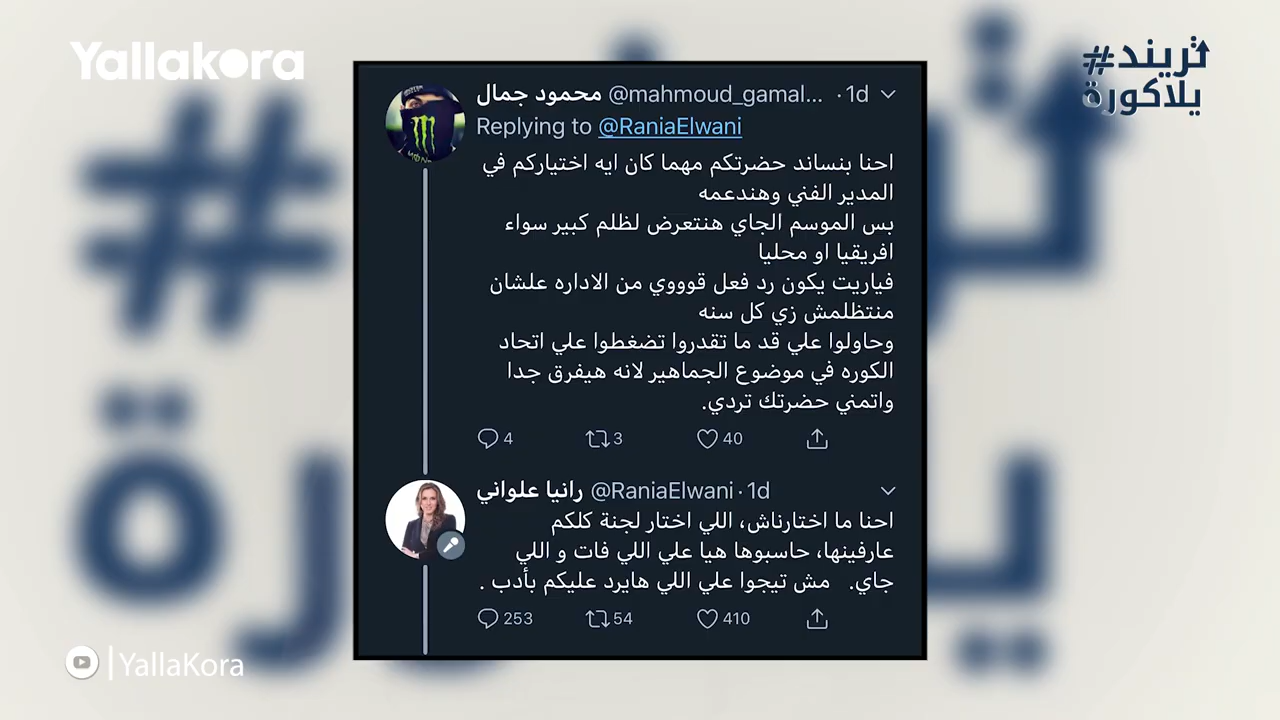 Yallakora
#تريند
يلاكورة
محمود جمال @mahmoud_gamal... · 1d
Replying to @RaniaElwani
احنا بنساند حضرتكم مهما كان ايه اختياركم في
المدير الفني وهندعمه
بس الموسم الجاي هنتعرض لظلم كبير سواء
افريقيا او محليا
فياريت يكون رد فعل قوووي من الاداره علشان
منتظلمش زي كل سنه
وحاولوا علي قد ما تقدروا تضغطوا علي اتحاد
الكوره في موضوع الجماهير لانه هيفرق جدا
واتمني حضرتك تردي.
4 3 40
رانيا علواني @RaniaElwani · 1d
احنا ما اختارناش، اللي اختار لجنة كلكم
عارفينها، حاسبوها هيا علي اللي فات و اللي
جاي. مش تيجوا علي اللي هايرد عليكم بأدب .
253 54 410
|YallaKora